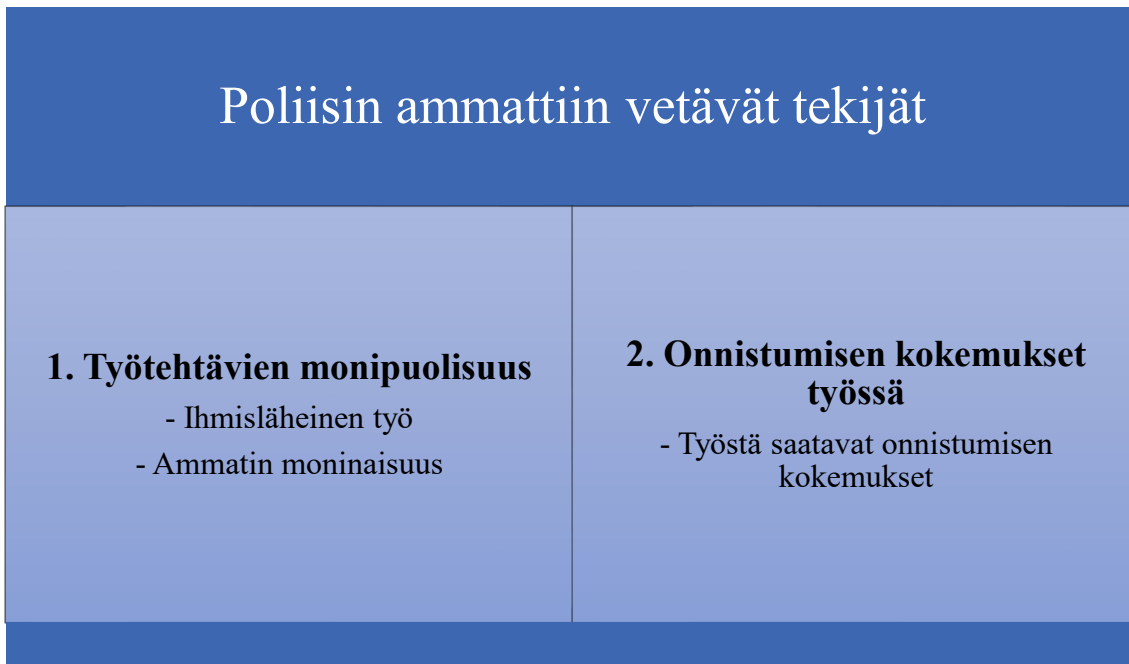 Poliisin ammattiin vetävät tekijät
1. Työtehtävien monipuolisuus
- Ihmisläheinen työ
- Ammatin moninaisuus
2. Onnistumisen kokemukset
työssä
- Työstä saatavat onnistumisen
kokemukset